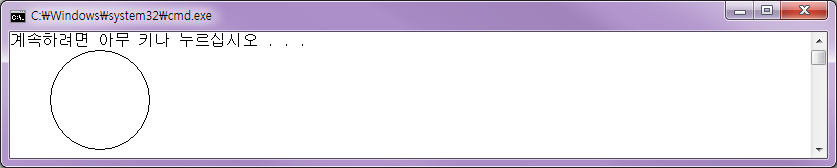 C:₩Windows₩system32₩cmd.exe
계속하려면 아무 키나 누르십시오 . . .